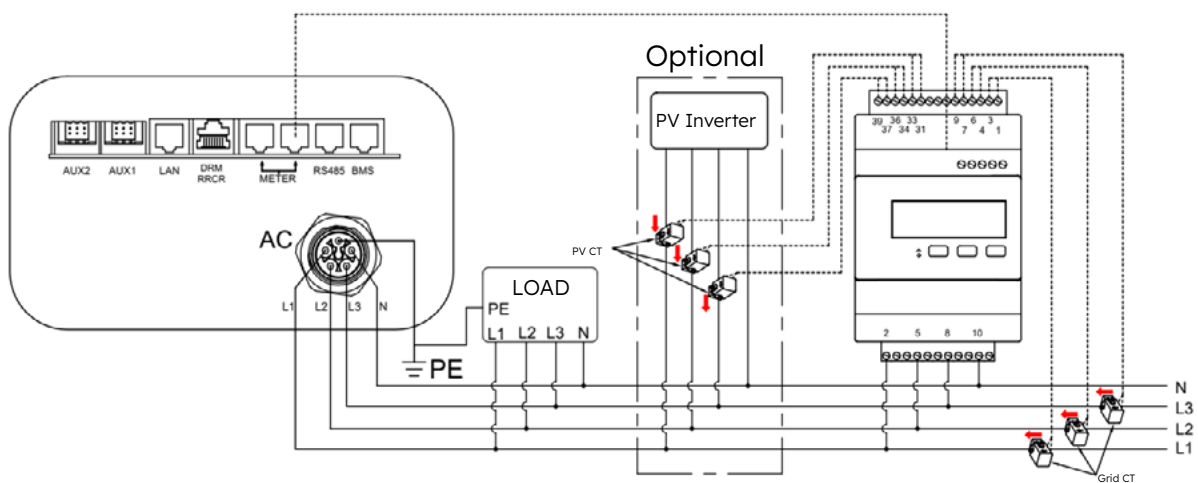 Optional
PV Inverter
39 36 33 9 6 3
37 34 31 7 4 1
AUX2 AUX1 LAN DRM RS485 BMS
RRCR METER
AC
PV CT
L1 L2 L3 N
LOAD
PE
L1 L2 L3 N
PE
2 5 8 10
N
L3
L2
L1
Grid CT